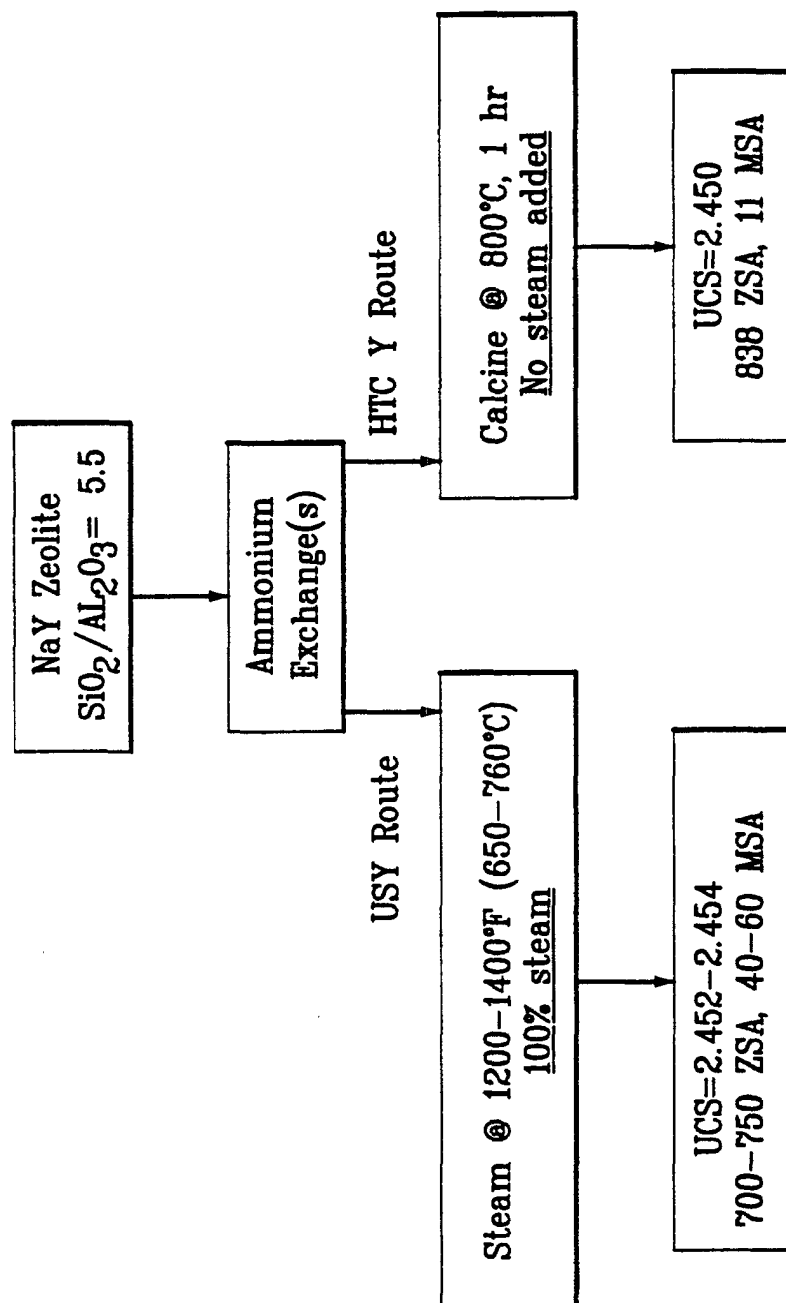 NaY Zeolite
SiO₂/AL₂O₃= 5.5
Ammonium
Exchange(s)
USY Route
HTC Y Route
Steam @ 1200-1400°F (650-760°C)
100% steam
Calcine @ 800°C, 1 hr
No steam added
UCS=2.452-2.454
700-750 ZSA, 40-60 MSA
UCS=2.450
838 ZSA, 11 MSA